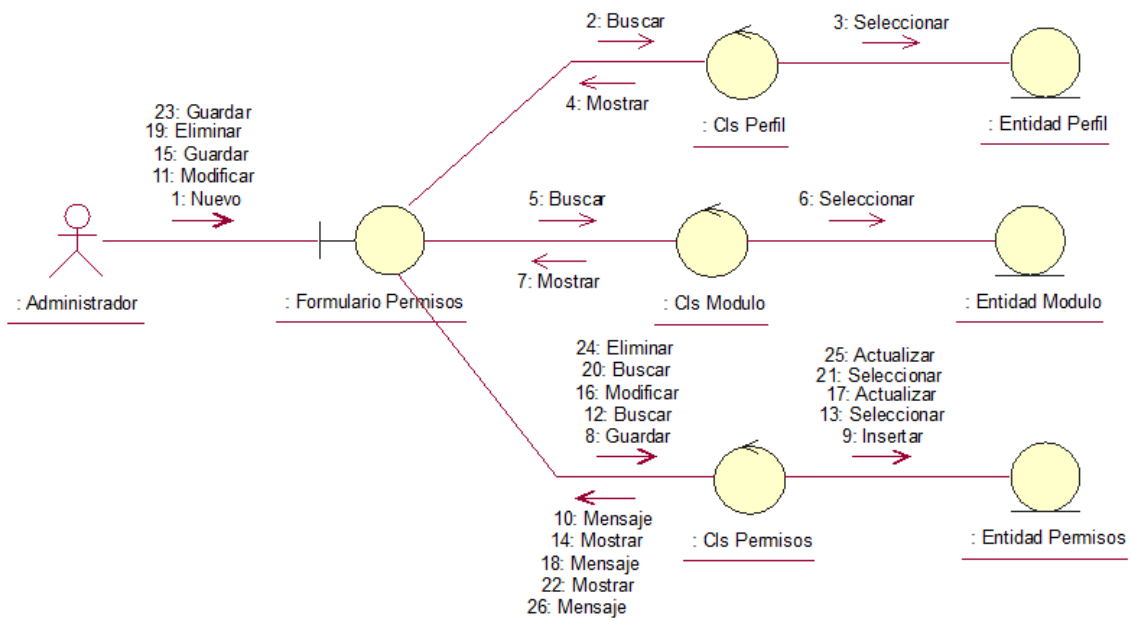 2: Buscar
3: Seleccionar
4: Mostrar
: Cls Perfil
: Entidad Perfil
23: Guardar
19: Eliminar
15: Guardar
11: Modificar
1: Nuevo
5: Buscar
6: Seleccionar
7: Mostrar
: Administrador
: Formulario Permisos
: Cls Modulo
: Entidad Modulo
24: Eliminar
20: Buscar
16: Modificar
12: Buscar
8: Guardar
25: Actualizar
21: Seleccionar
17: Actualizar
13: Seleccionar
9: Insertar
10: Mensaje
14: Mostrar
18: Mensaje
22: Mostrar
26: Mensaje
: Cls Permisos
: Entidad Permisos